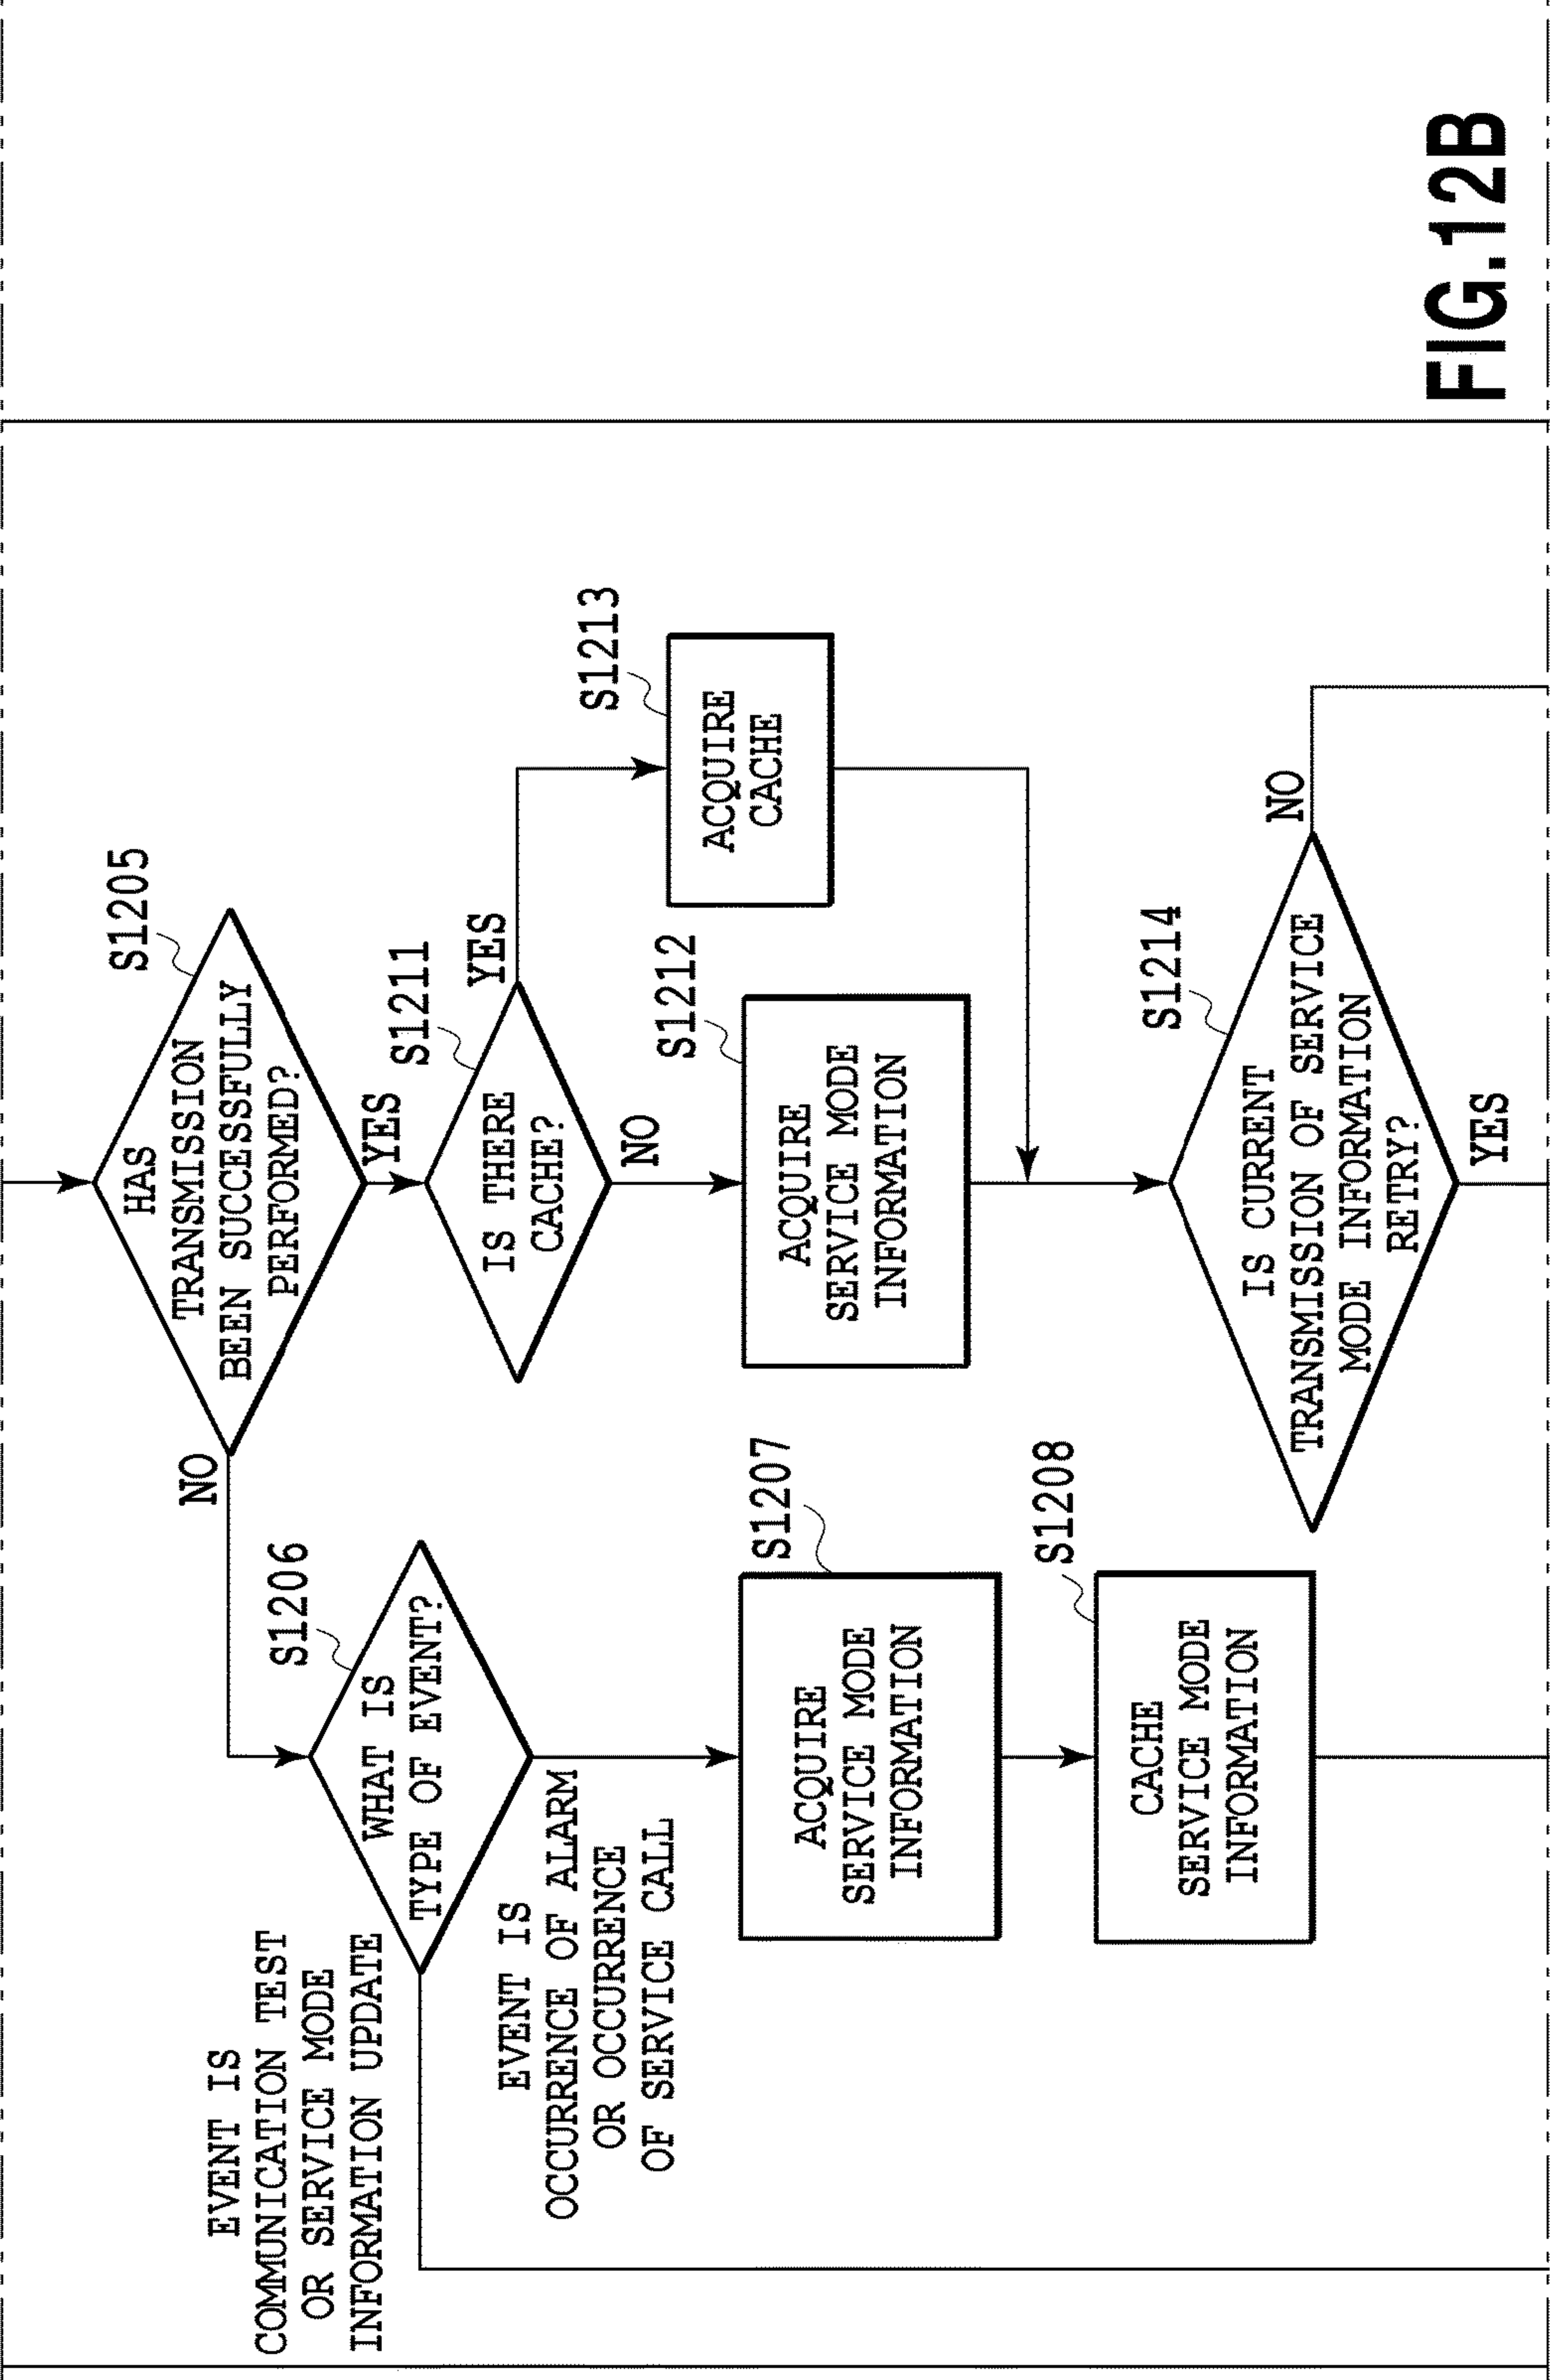 S1205
HAS
TRANSMISSION
BEEN SUCCESSFULLY
PERFORMED?
NO
YES
S1206
WHAT IS
TYPE OF EVENT?
EVENT IS
COMMUNICATION TEST
OR SERVICE MODE
INFORMATION UPDATE
EVENT IS
OCCURRENCE OF ALARM
OR OCCURRENCE
OF SERVICE CALL
S1207
ACQUIRE
SERVICE MODE
INFORMATION
S1208
CACHE
SERVICE MODE
INFORMATION
S1211
IS THERE
CACHE?
YES
NO
S1212
ACQUIRE
SERVICE MODE
INFORMATION
S1213
ACQUIRE
CACHE
S1214
IS CURRENT
TRANSMISSION OF SERVICE
MODE INFORMATION
RETRY?
NO
YES
FIG.12B